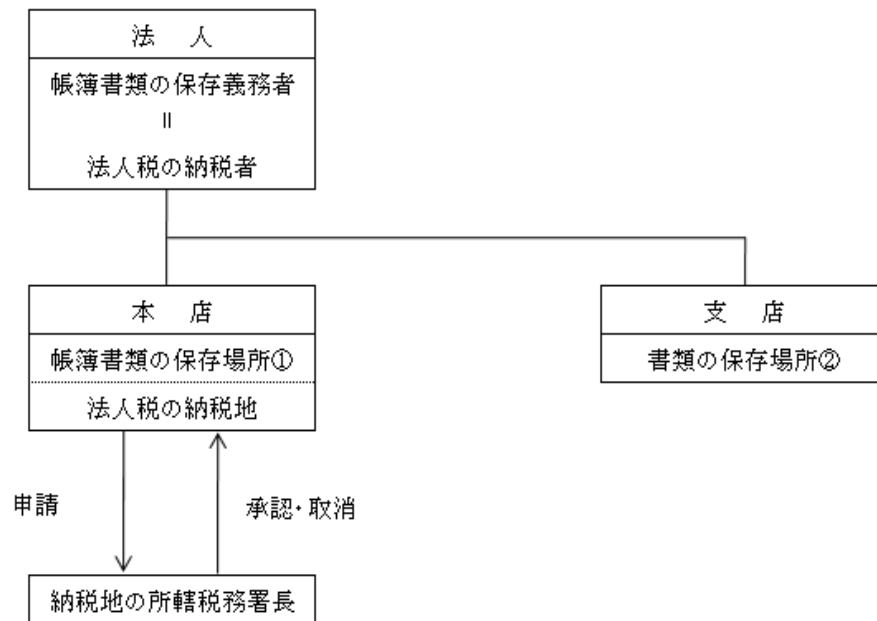 法　人
帳簿書類の保存義務者
＝
法人税の納税者
本　店
帳簿書類の保存場所①
法人税の納税地
支　店
書類の保存場所②
申請
承認・取消
納税地の所轄税務署長